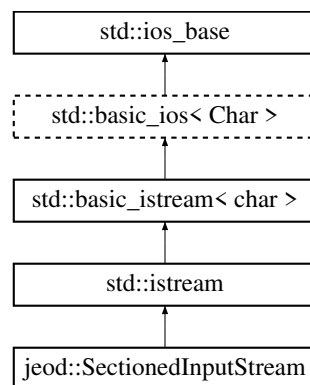 std::ios_base
std::basic_ios< Char >
std::basic_istream< char >
std::istream
jeod::SectionedInputStream